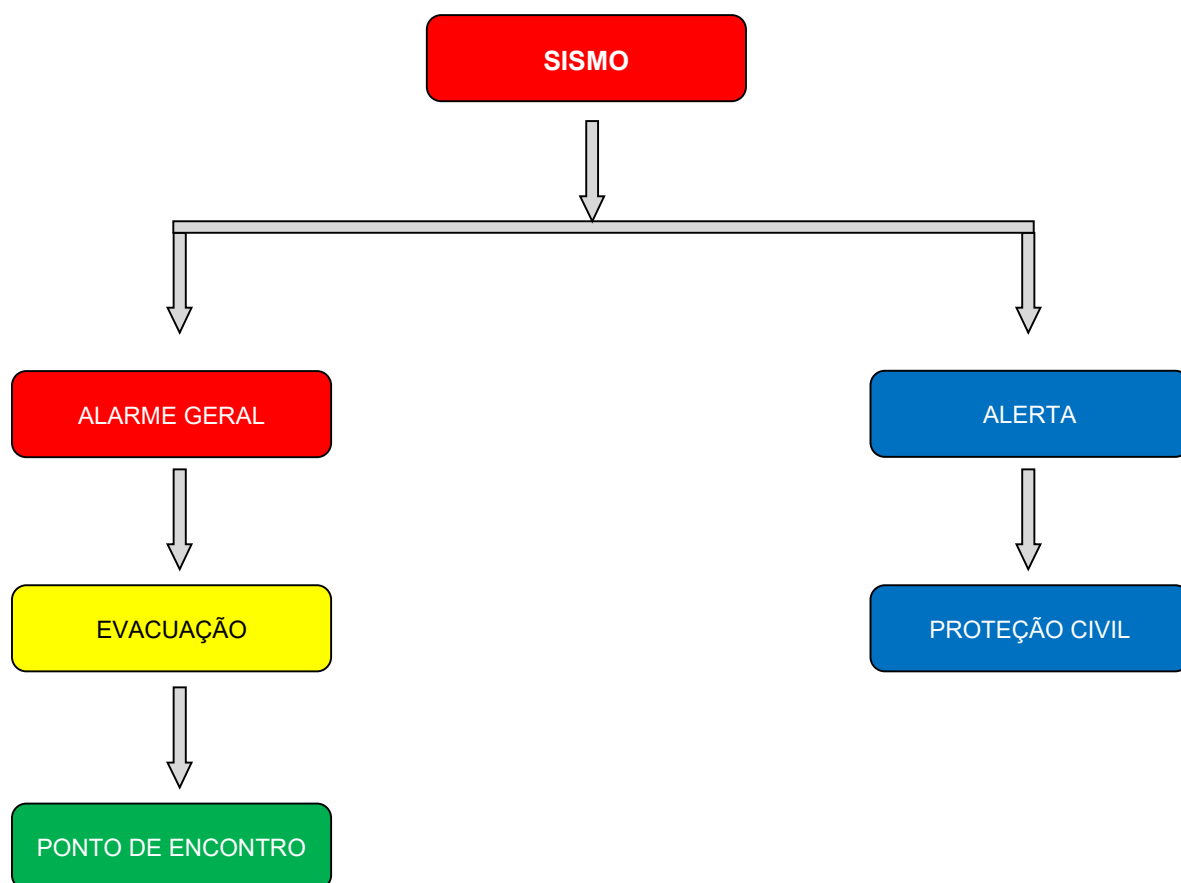 SISMO
ALARME GERAL
ALERTA
EVACUAÇÃO
PROTEÇÃO CIVIL
PONTO DE ENCONTRO